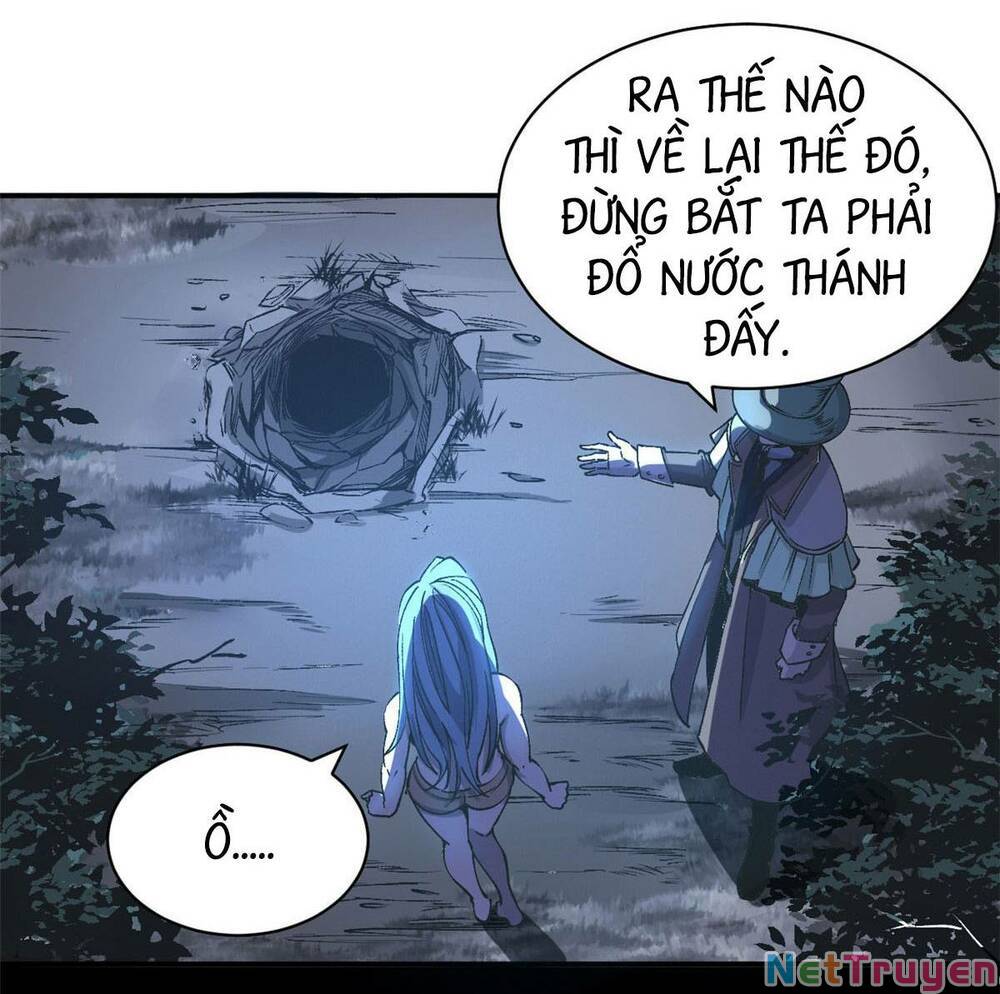 RA THẾ NÀO
THÌ VỀ LẠI THẾ ĐÓ,
ĐỪNG BẮT TA PHẢI
ĐỔ NƯỚC THÁNH
ĐẤY.
Ồ.....
NetTruyen